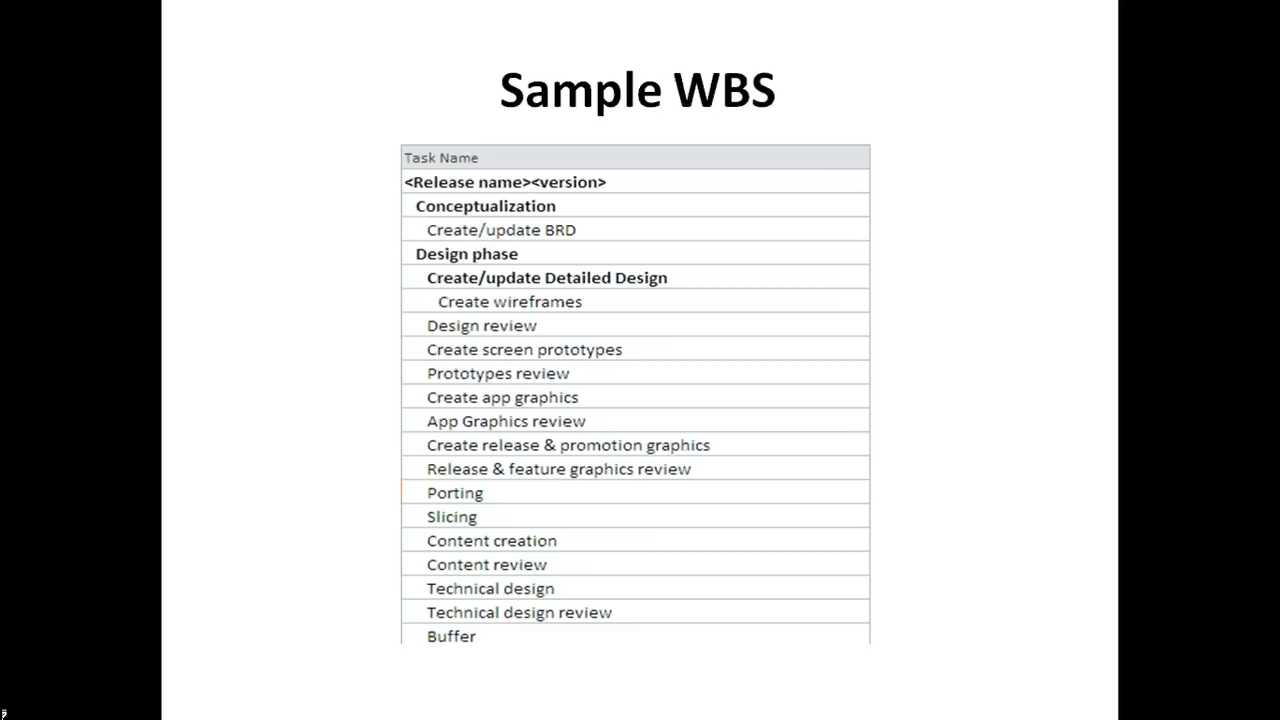 Sample WBS
Task Name
<Release name><version>
Conceptualization
Create/update BRD
Design phase
Create/update Detailed Design
Create wireframes
Design review
Create screen prototypes
Prototypes review
Create app graphics
App Graphics review
Create release & promotion graphics
Release & feature graphics review
Porting
Slicing
Content creation
Content review
Technical design
Technical design review
Buffer